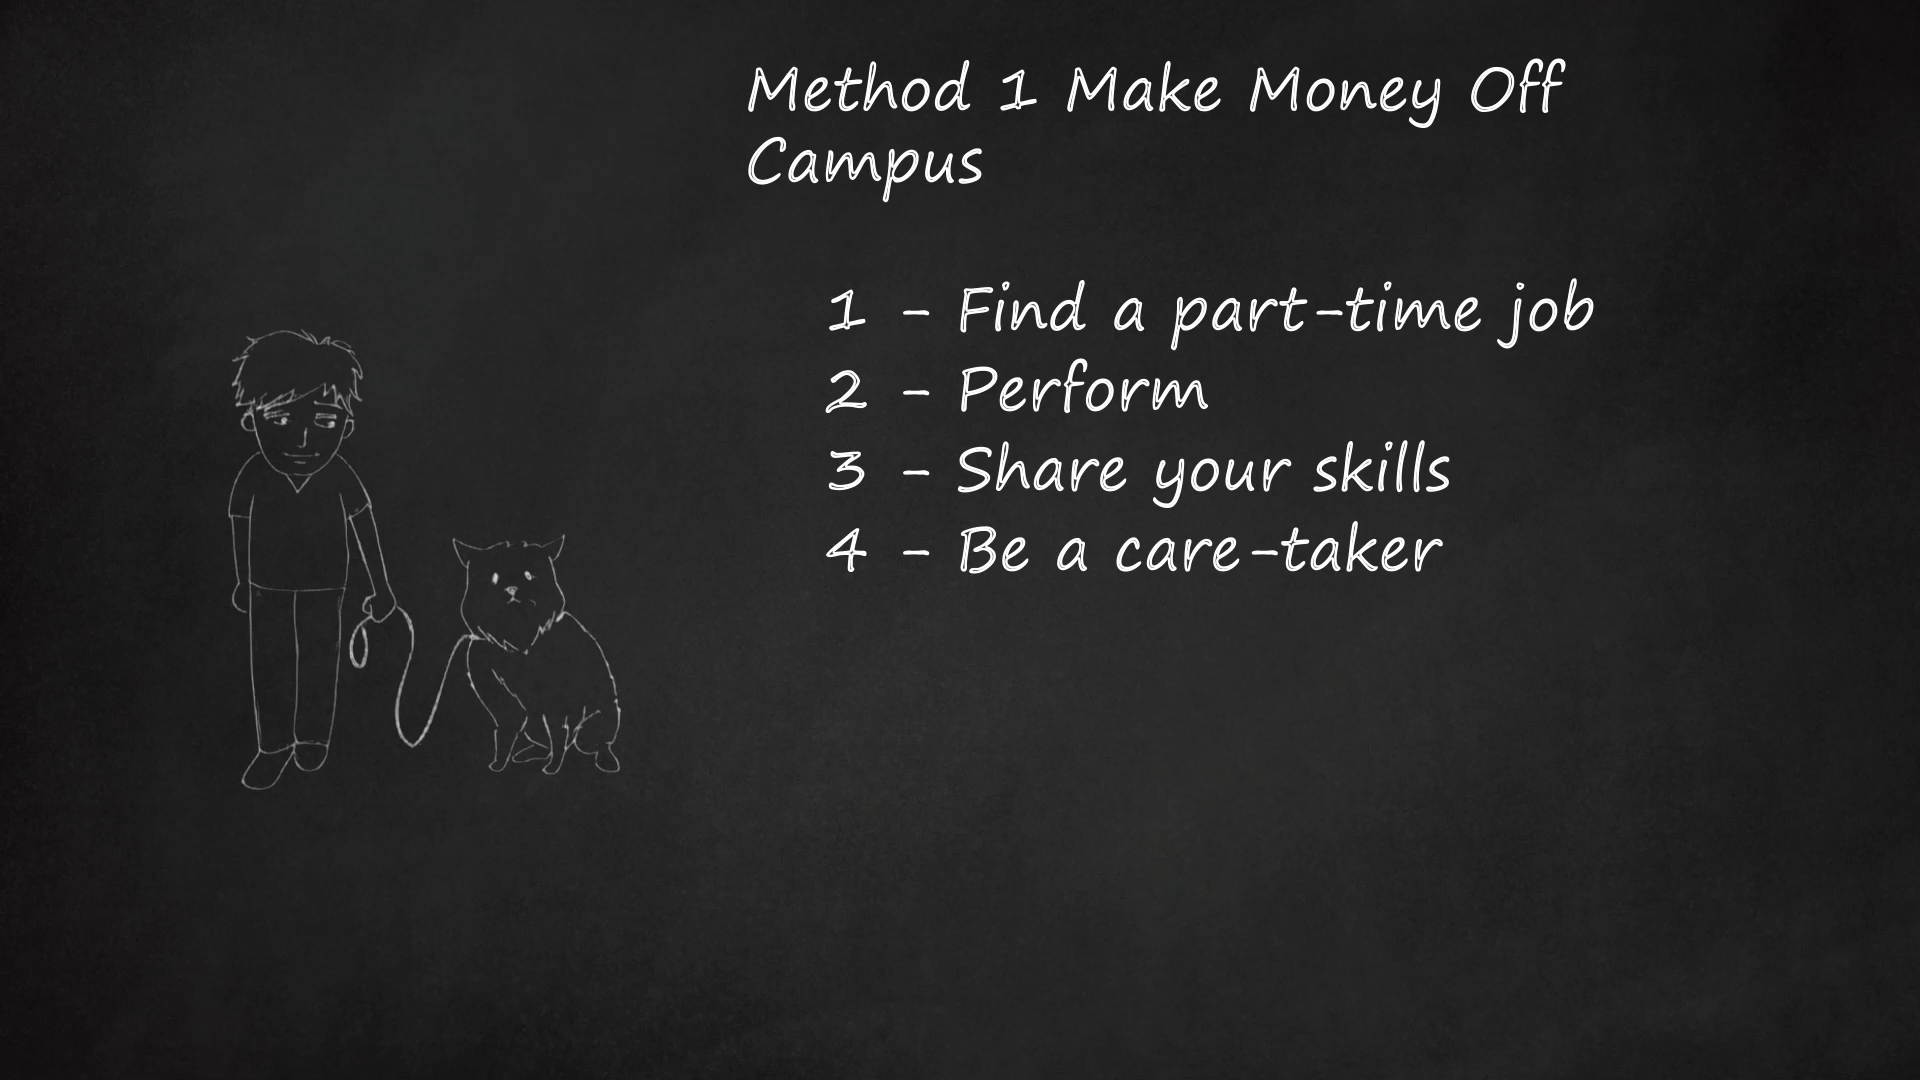 Method 1 Make Money Off
Campus
1 - Find a part-time job
2 - Perform
3 - Share your skills
4 - Be a care-taker